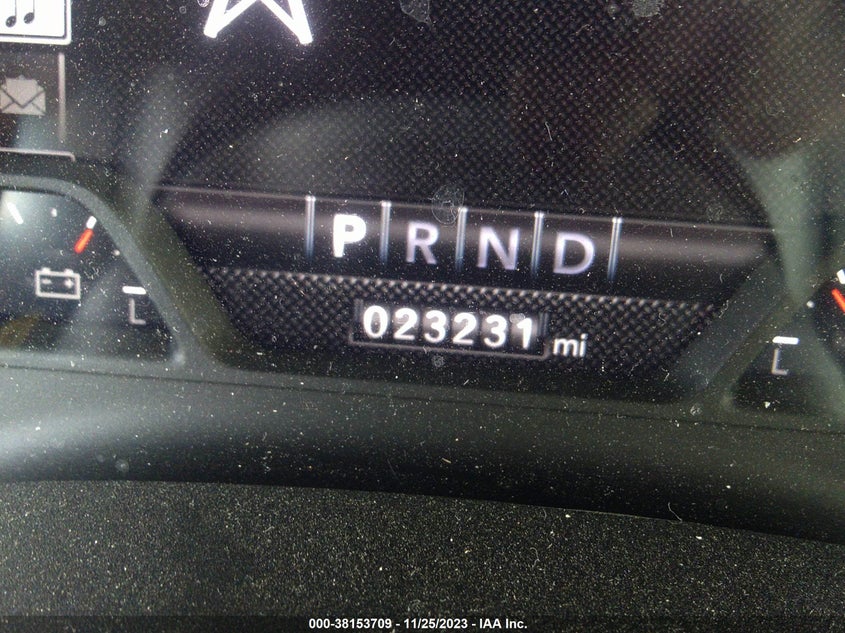 P R N D
023231 mi
L
L
000-38153709 - 11/25/2023 - IAA Inc.